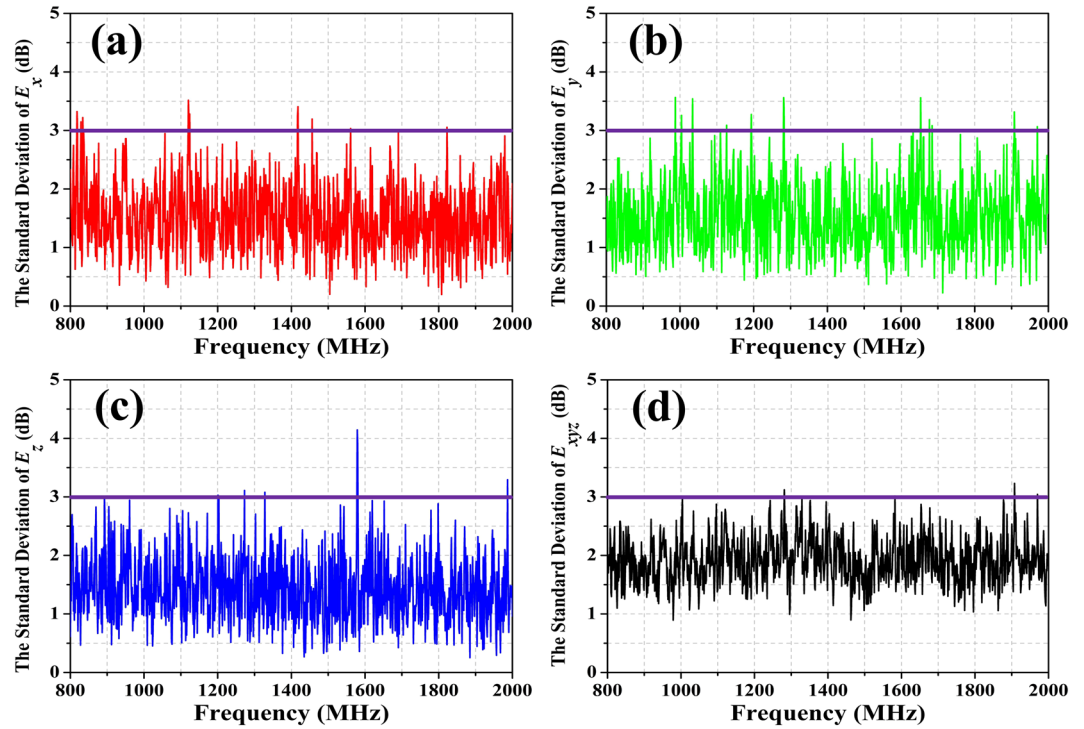 (a)
The Standard Deviation of Ex (dB)
5
4
3
2
1
0
800 1000 1200 1400 1600 1800 2000
Frequency (MHz)
(b)
The Standard Deviation of Ey (dB)
5
4
3
2
1
0
800 1000 1200 1400 1600 1800 2000
Frequency (MHz)
(c)
The Standard Deviation of Ez (dB)
5
4
3
2
1
0
800 1000 1200 1400 1600 1800 2000
Frequency (MHz)
(d)
The Standard Deviation of Exyz (dB)
5
4
3
2
1
0
800 1000 1200 1400 1600 1800 2000
Frequency (MHz)